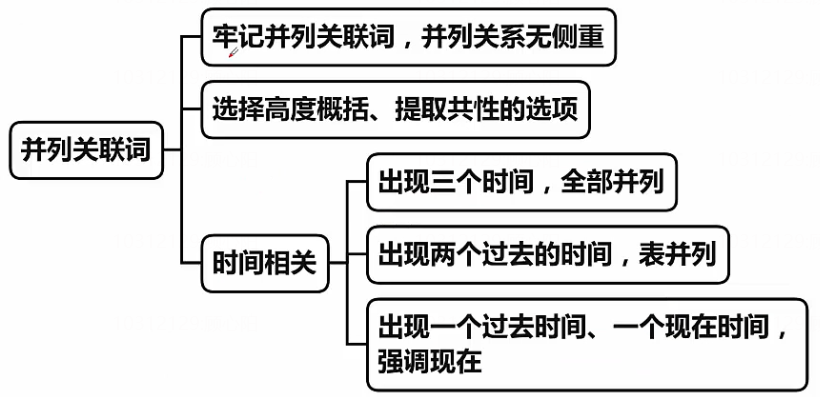 牢记并列关联词，并列关系无侧重
选择高度概括、提取共性的选项
并列关联词
出现三个时间，全部并列
时间相关
出现两个过去的时间，表并列
出现一个过去时间、一个现在时间，
强调现在